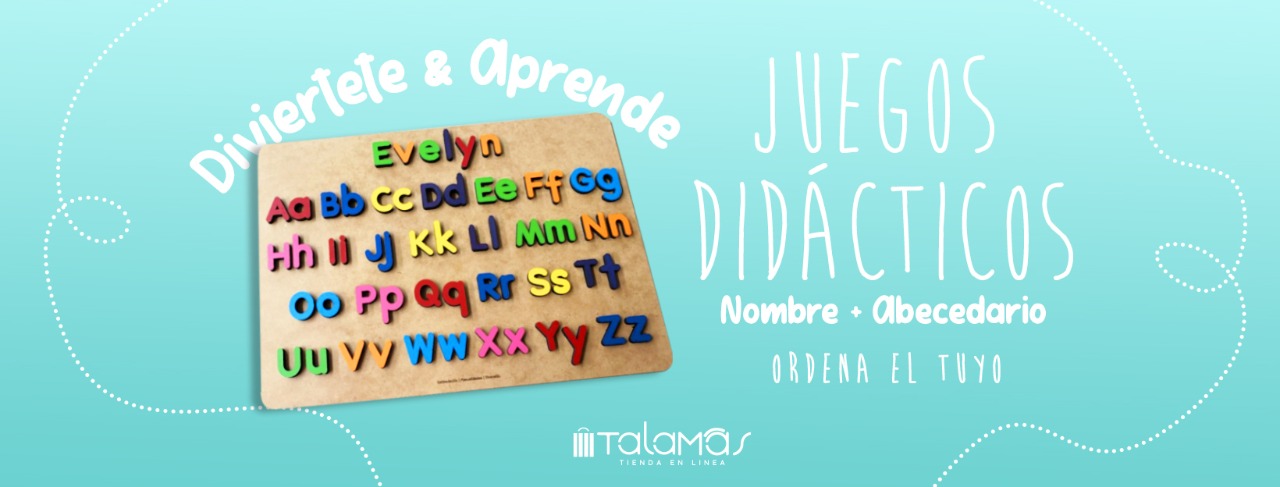 Diviertete & Aprende
Evelyn
Aa Bb Cc Dd Ee Ff Gg
Hh Ii Jj Kk Ll Mm Nn
Oo Pp Qq Rr Ss Tt
Uu Vv Ww Xx Yy Zz
JUEGOS
DIDÁCTICOS
Nombre + Abecedario
ORDENA EL TUYO
TALAMAS
TIENDA EN LINEA